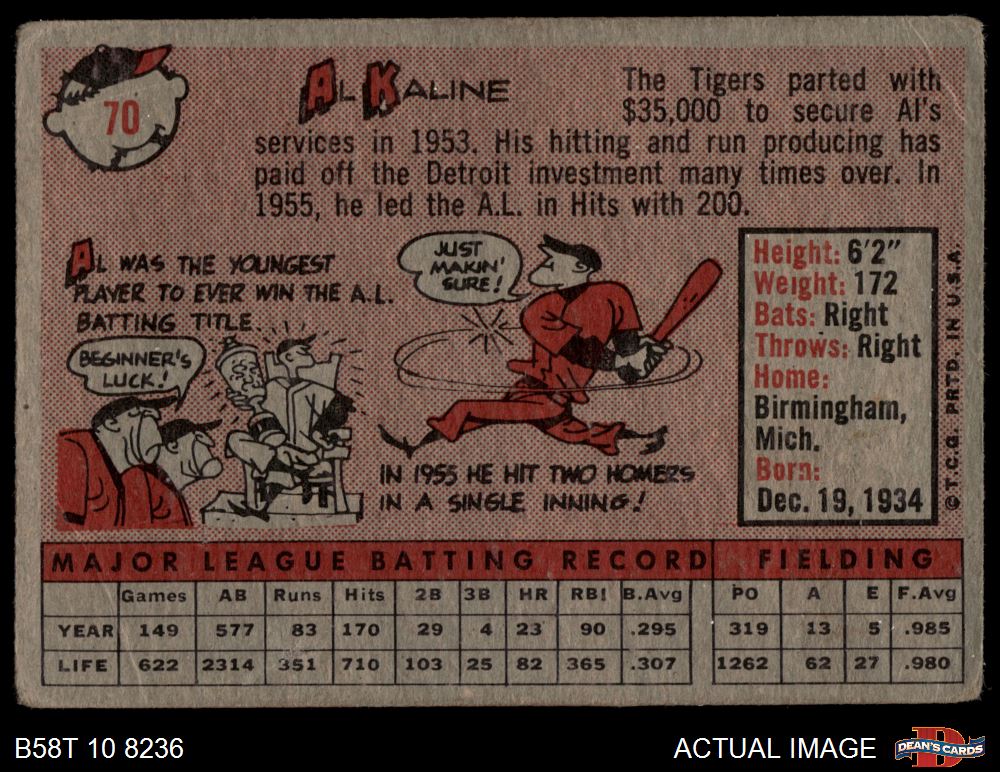 70
AL KALINE
The Tigers parted with
$35,000 to secure Al's
services in 1953. His hitting and run producing has
paid off the Detroit investment many times over. In
1955, he led the A.L. in Hits with 200.
AL WAS THE YOUNGEST
PLAYER TO EVER WIN THE A.L.
BATTING TITLE.
BEGINNER'S
LUCK!
JUST
MAKIN'
SURE!
IN 1955 HE HIT TWO HOMERS
IN A SINGLE INNING!
Height: 6'2"
Weight: 172
Bats: Right
Throws: Right
Home:
Birmingham,
Mich.
Born:
Dec. 19, 1934
©T.C.G. PRTD. IN U.S.A.
MAJOR LEAGUE BATTING RECORD FIELDING
Games AB Runs Hits 2B 3B HR RBI B.Avg PO A E F.Avg
YEAR 149 577 83 170 29 4 23 90 .295 319 13 5 .985
LIFE 622 2314 351 710 103 25 82 365 .307 1262 62 27 .980
B58T 10 8236
ACTUAL IMAGE
D
DEAN'S CARDS